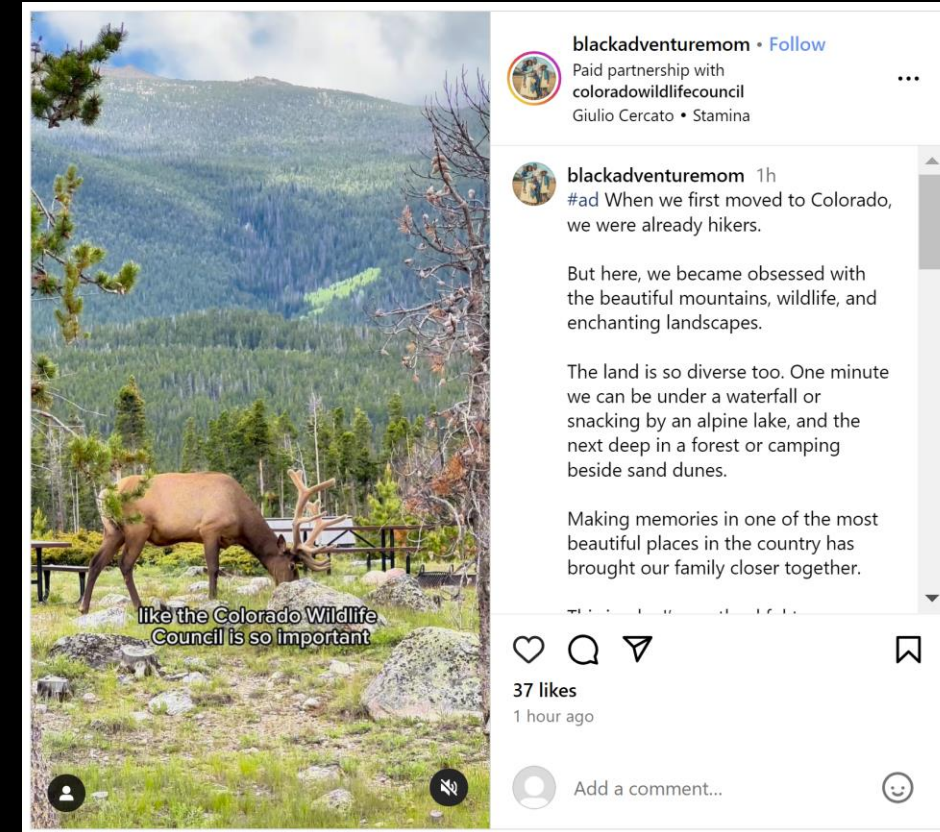 like the Colorado Wildlife
Council is so important
blackadventuremom • Follow
Paid partnership with
coloradowildlifecouncil
Giulio Cercato • Stamina
blackadventuremom 1h
#ad When we first moved to Colorado,
we were already hikers.
But here, we became obsessed with
the beautiful mountains, wildlife, and
enchanting landscapes.
The land is so diverse too. One minute
we can be under a waterfall or
snacking by an alpine lake, and the
next deep in a forest or camping
beside sand dunes.
Making memories in one of the most
beautiful places in the country has
brought our family closer together.
37 likes
1 hour ago
Add a comment...